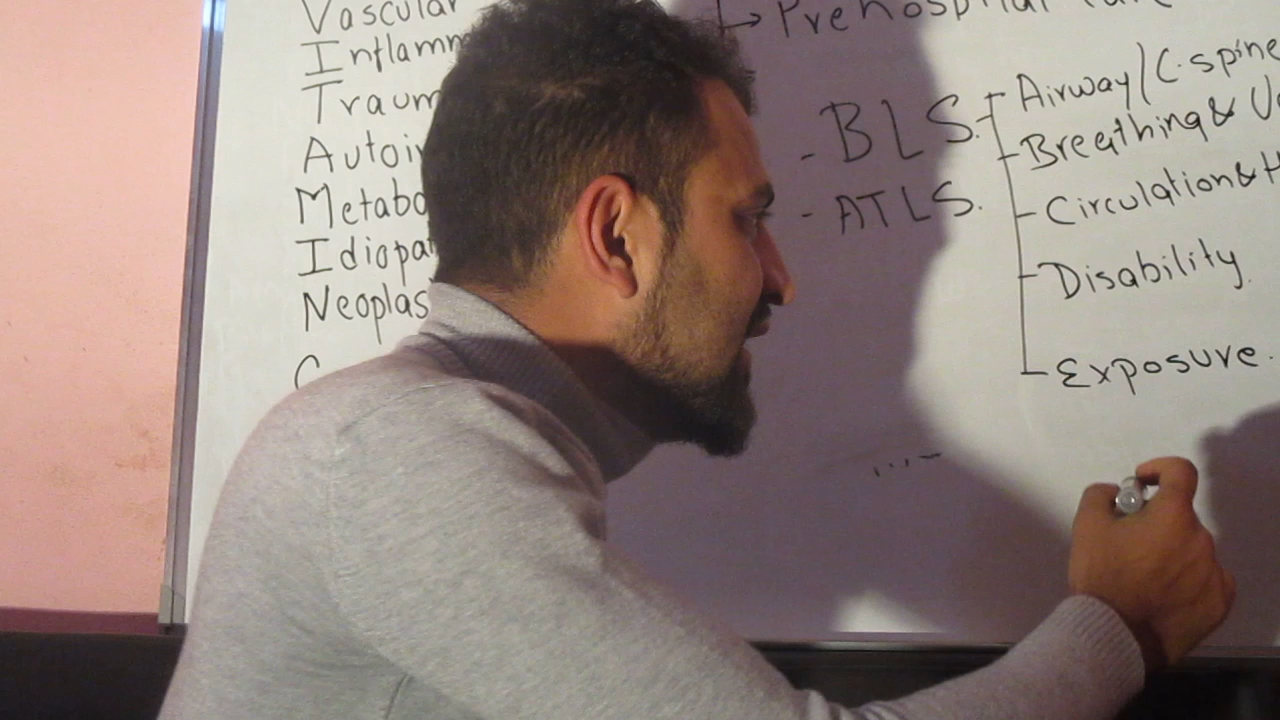 Vascular
Inflamm
Traum
Autoi
Metabo
Idiopa
Neoplas
C
Prehospital Care
- BLS.
- ATLS.
Airway/C.spine
Breathing &
Circulation & H
Disability.
Exposure.